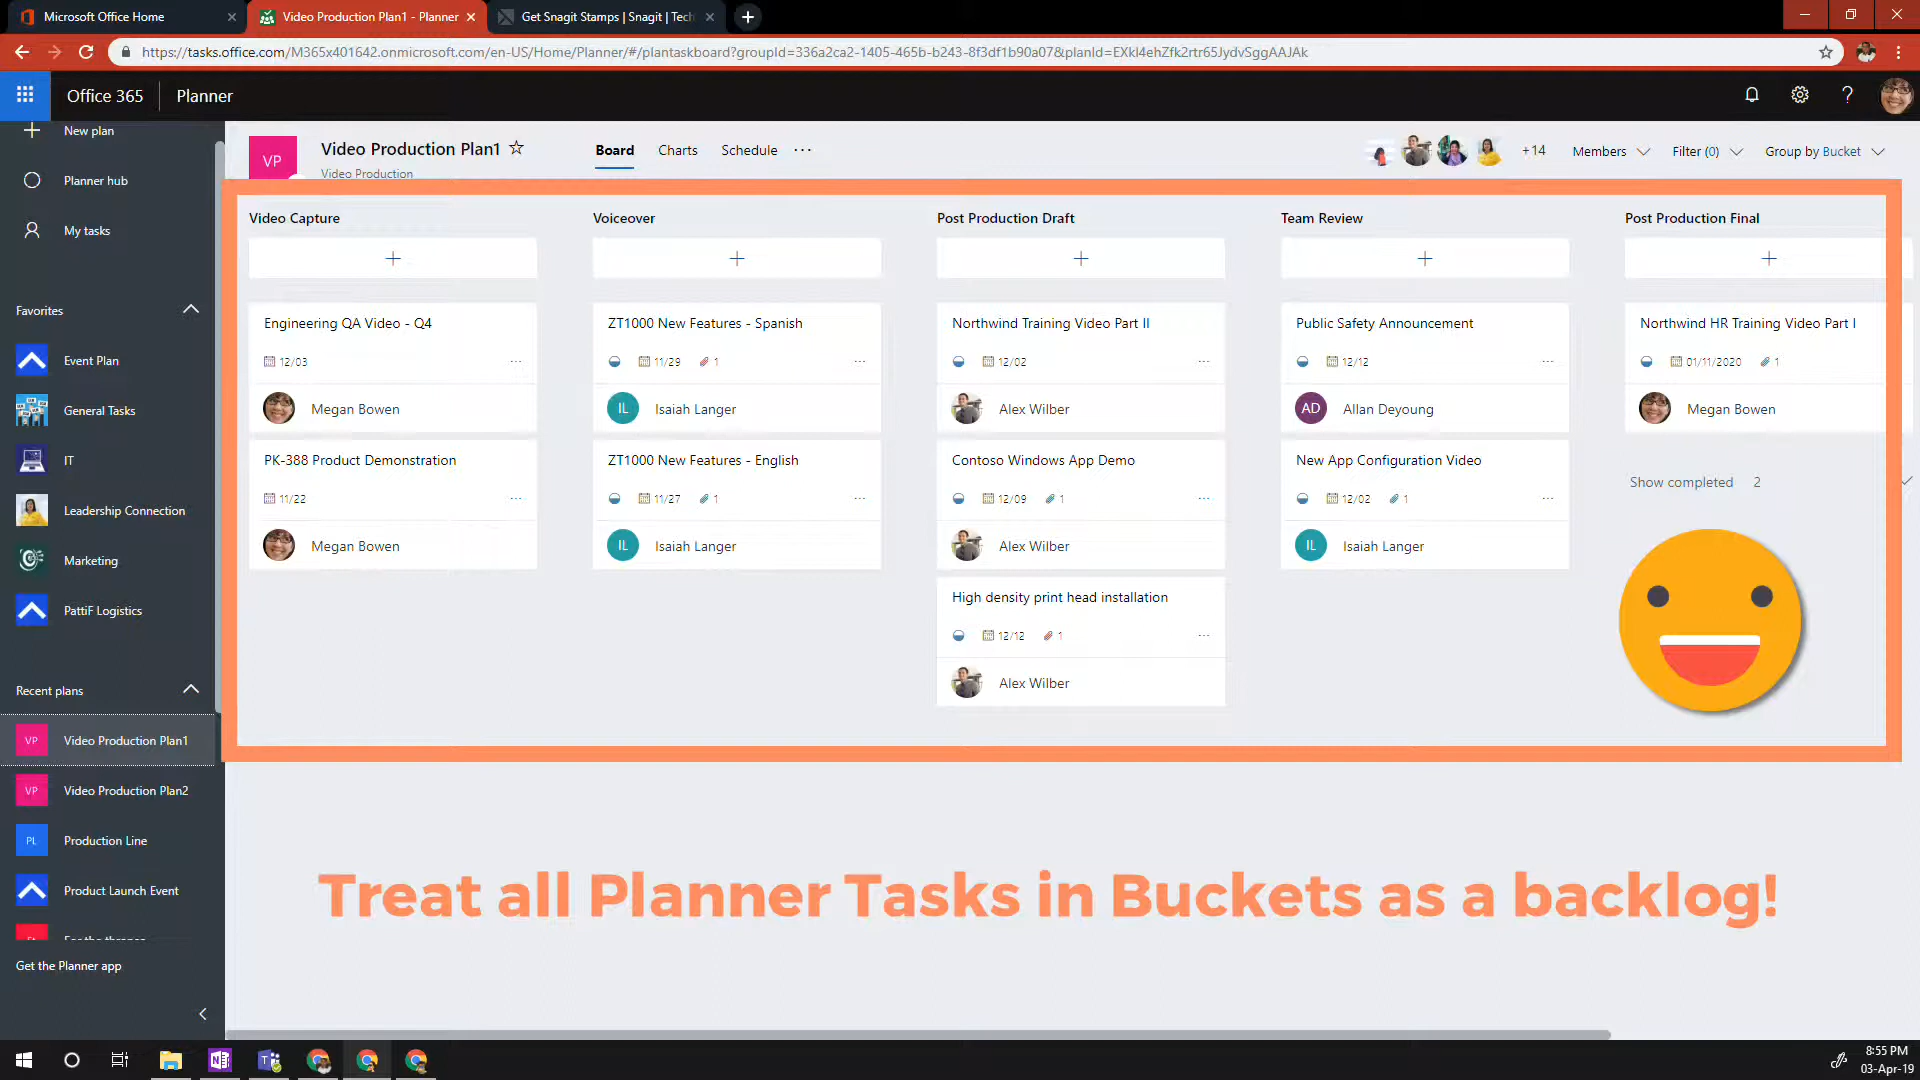 Microsoft Office Home
Video Production Plan1 - Planner
Get Snagit Stamps | Snagit | Tech
https://tasks.office.com/M365x401642.onmicrosoft.com/en-US/Home/Planner/#/plantaskboard?groupId=336a2ca2-1405-465b-b243-8f3df1b90a07&planId=EXkl4ehZfk2rtr65JydvSggAAJAk
Office 365
Planner
New plan
Planner hub
My tasks
Favorites
Event Plan
General Tasks
IT
Leadership Connection
Marketing
PattiF Logistics
Recent plans
VP Video Production Plan1
VP Video Production Plan2
PL Production Line
Product Launch Event
Get the Planner app
VP
Video Production Plan1
Video Production
Board
Charts
Schedule
+14
Members
Filter (0)
Group by Bucket
Video Capture
Engineering QA Video - Q4
12/03
Megan Bowen
PK-388 Product Demonstration
11/22
Megan Bowen
Voiceover
ZT1000 New Features - Spanish
11/29 1
IL Isaiah Langer
ZT1000 New Features - English
11/27 1
IL Isaiah Langer
Post Production Draft
Northwind Training Video Part II
12/02
Alex Wilber
Contoso Windows App Demo
12/09 1
Alex Wilber
High density print head installation
12/12 1
Alex Wilber
Team Review
Public Safety Announcement
12/12
AD Allan Deyoung
New App Configuration Video
12/02 1
IL Isaiah Langer
Post Production Final
Northwind HR Training Video Part I
01/11/2020 1
Megan Bowen
Show completed 2
Treat all Planner Tasks in Buckets as a backlog!
8:55 PM
03-Apr-19